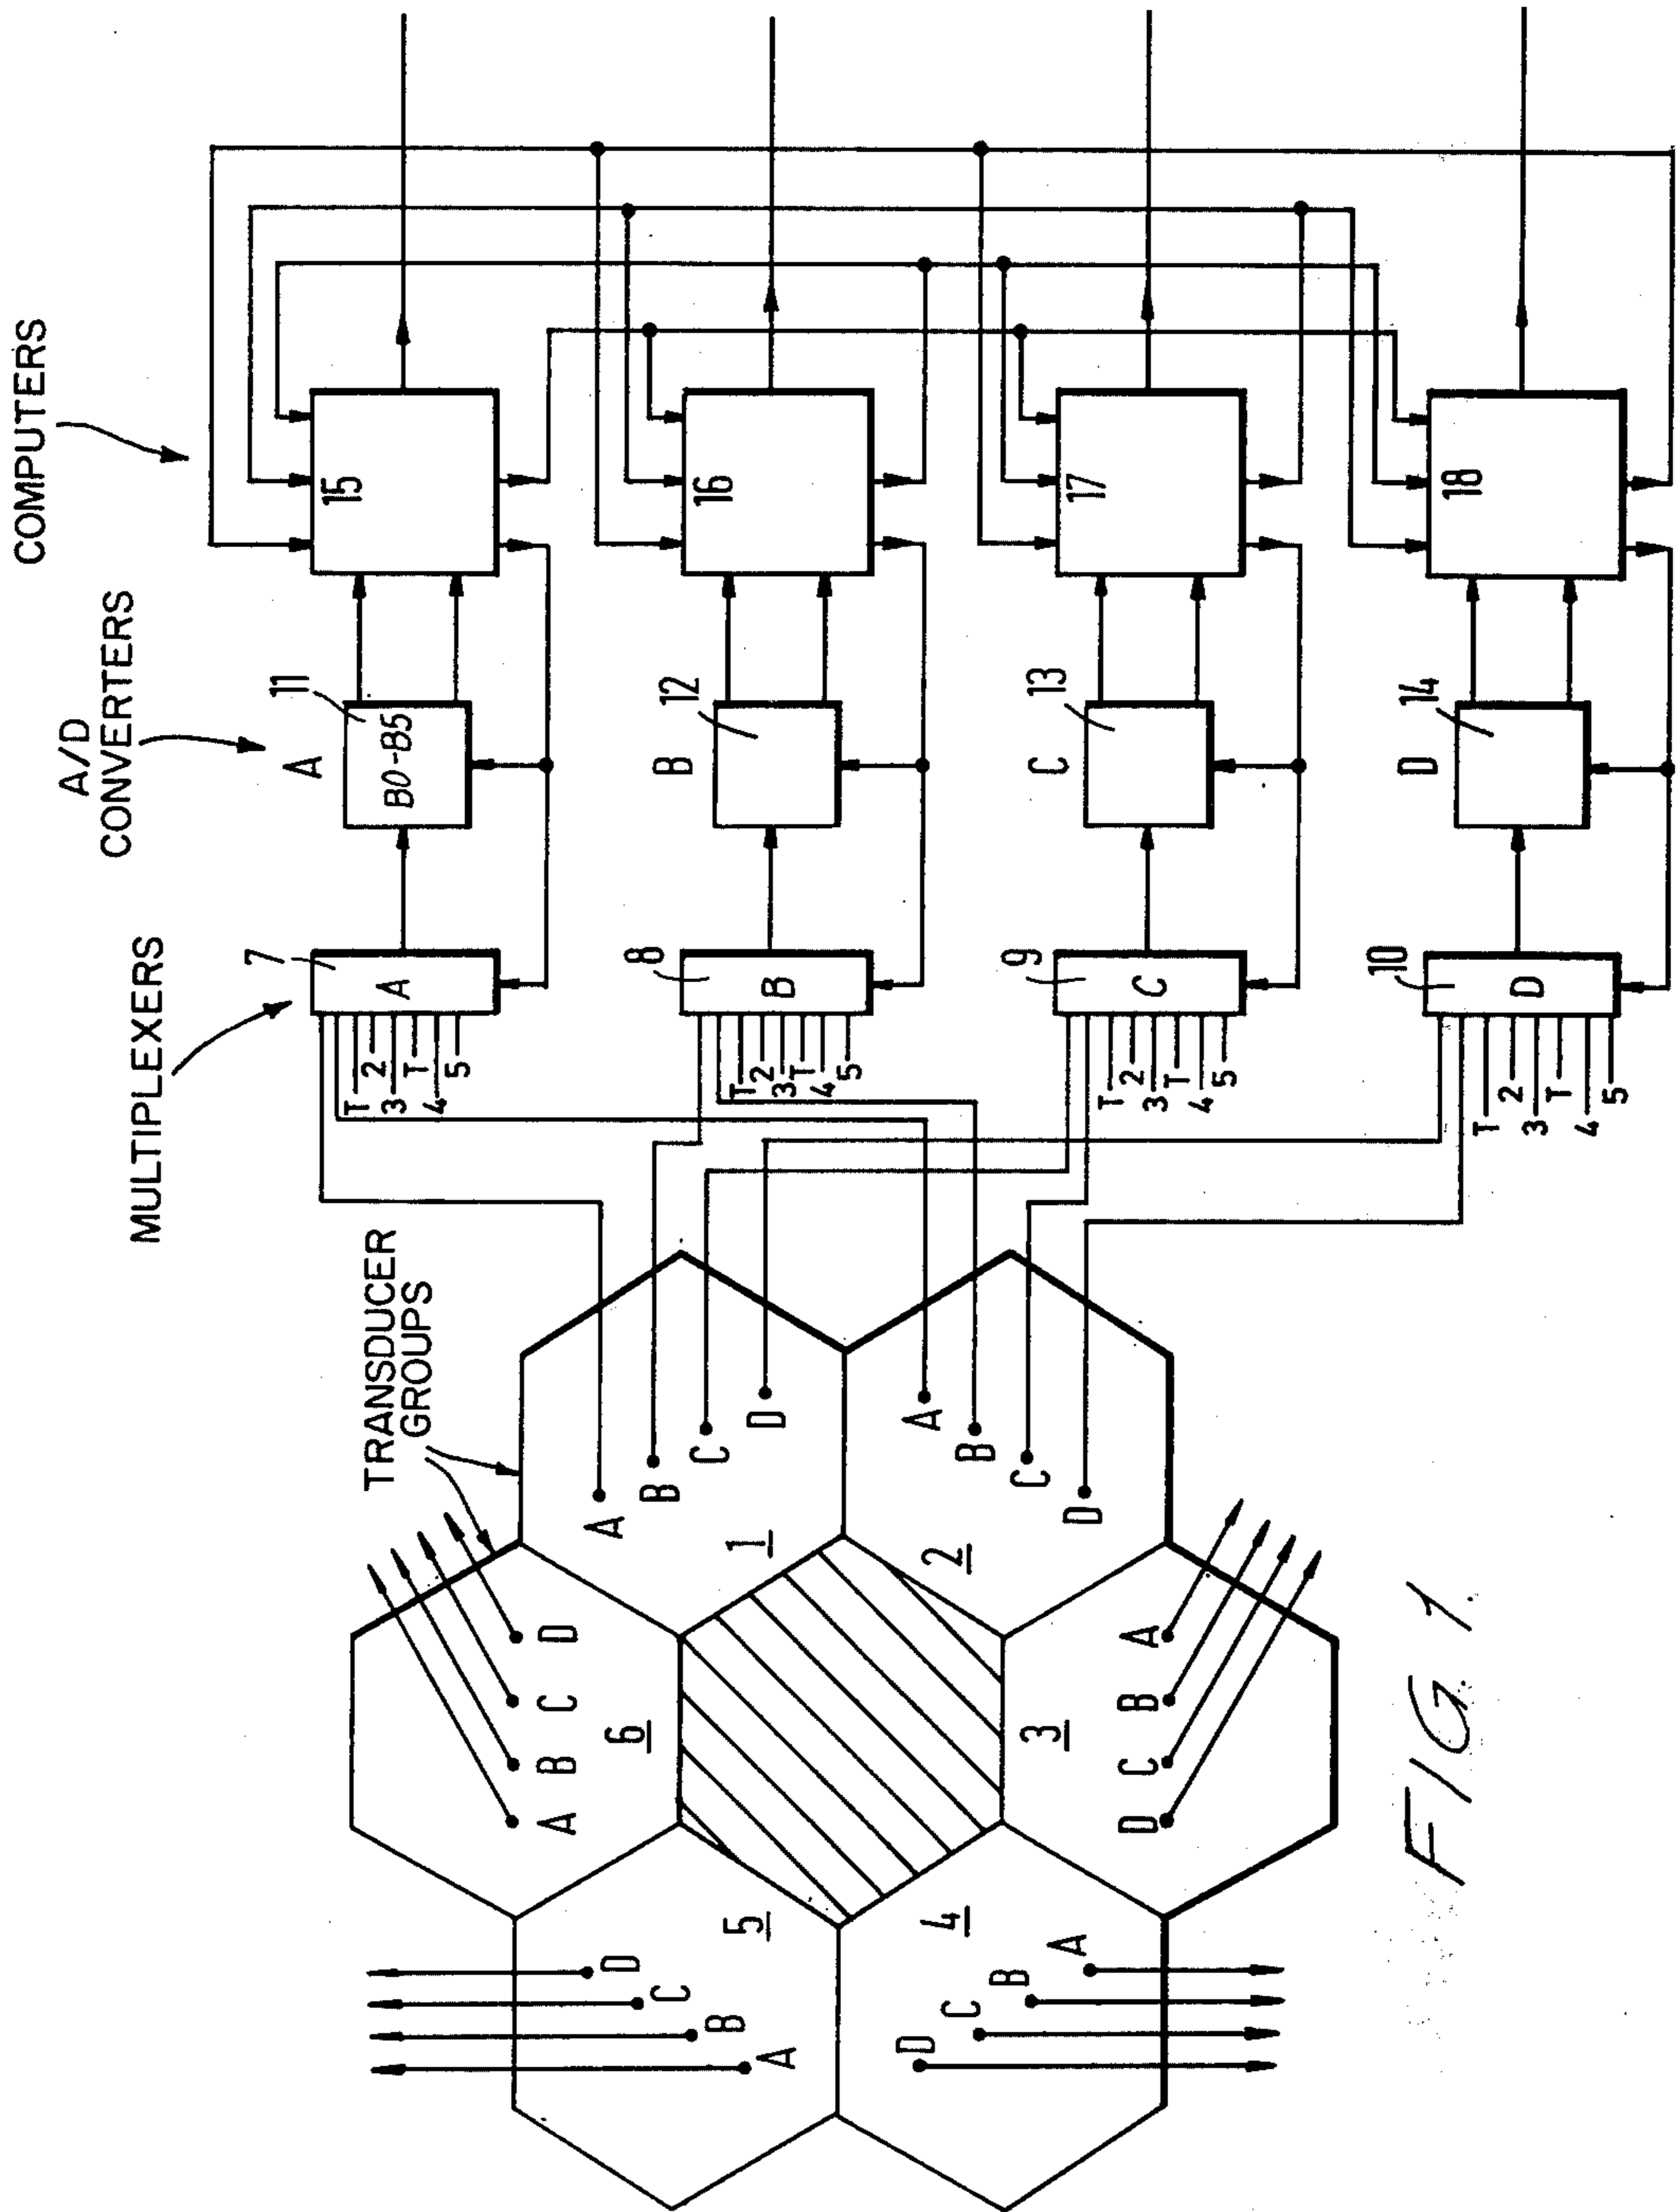 COMPUTERS
A/D
CONVERTERS
MULTIPLEXERS
TRANSDUCER
GROUPS
A
B
C
D
1
A
B
C
D
2
A
B
C
D
3
A
B
C
D
4
A
B
C
D
5
A
B
C
D
6
7
A
T
2
3
T
4
5
A
11
B0-B5
15
8
B
T
2
3
T
4
5
B
12
16
9
C
T
2
3
T
4
5
C
13
17
10
D
T
2
3
T
4
5
D
14
18
FIG. 1.